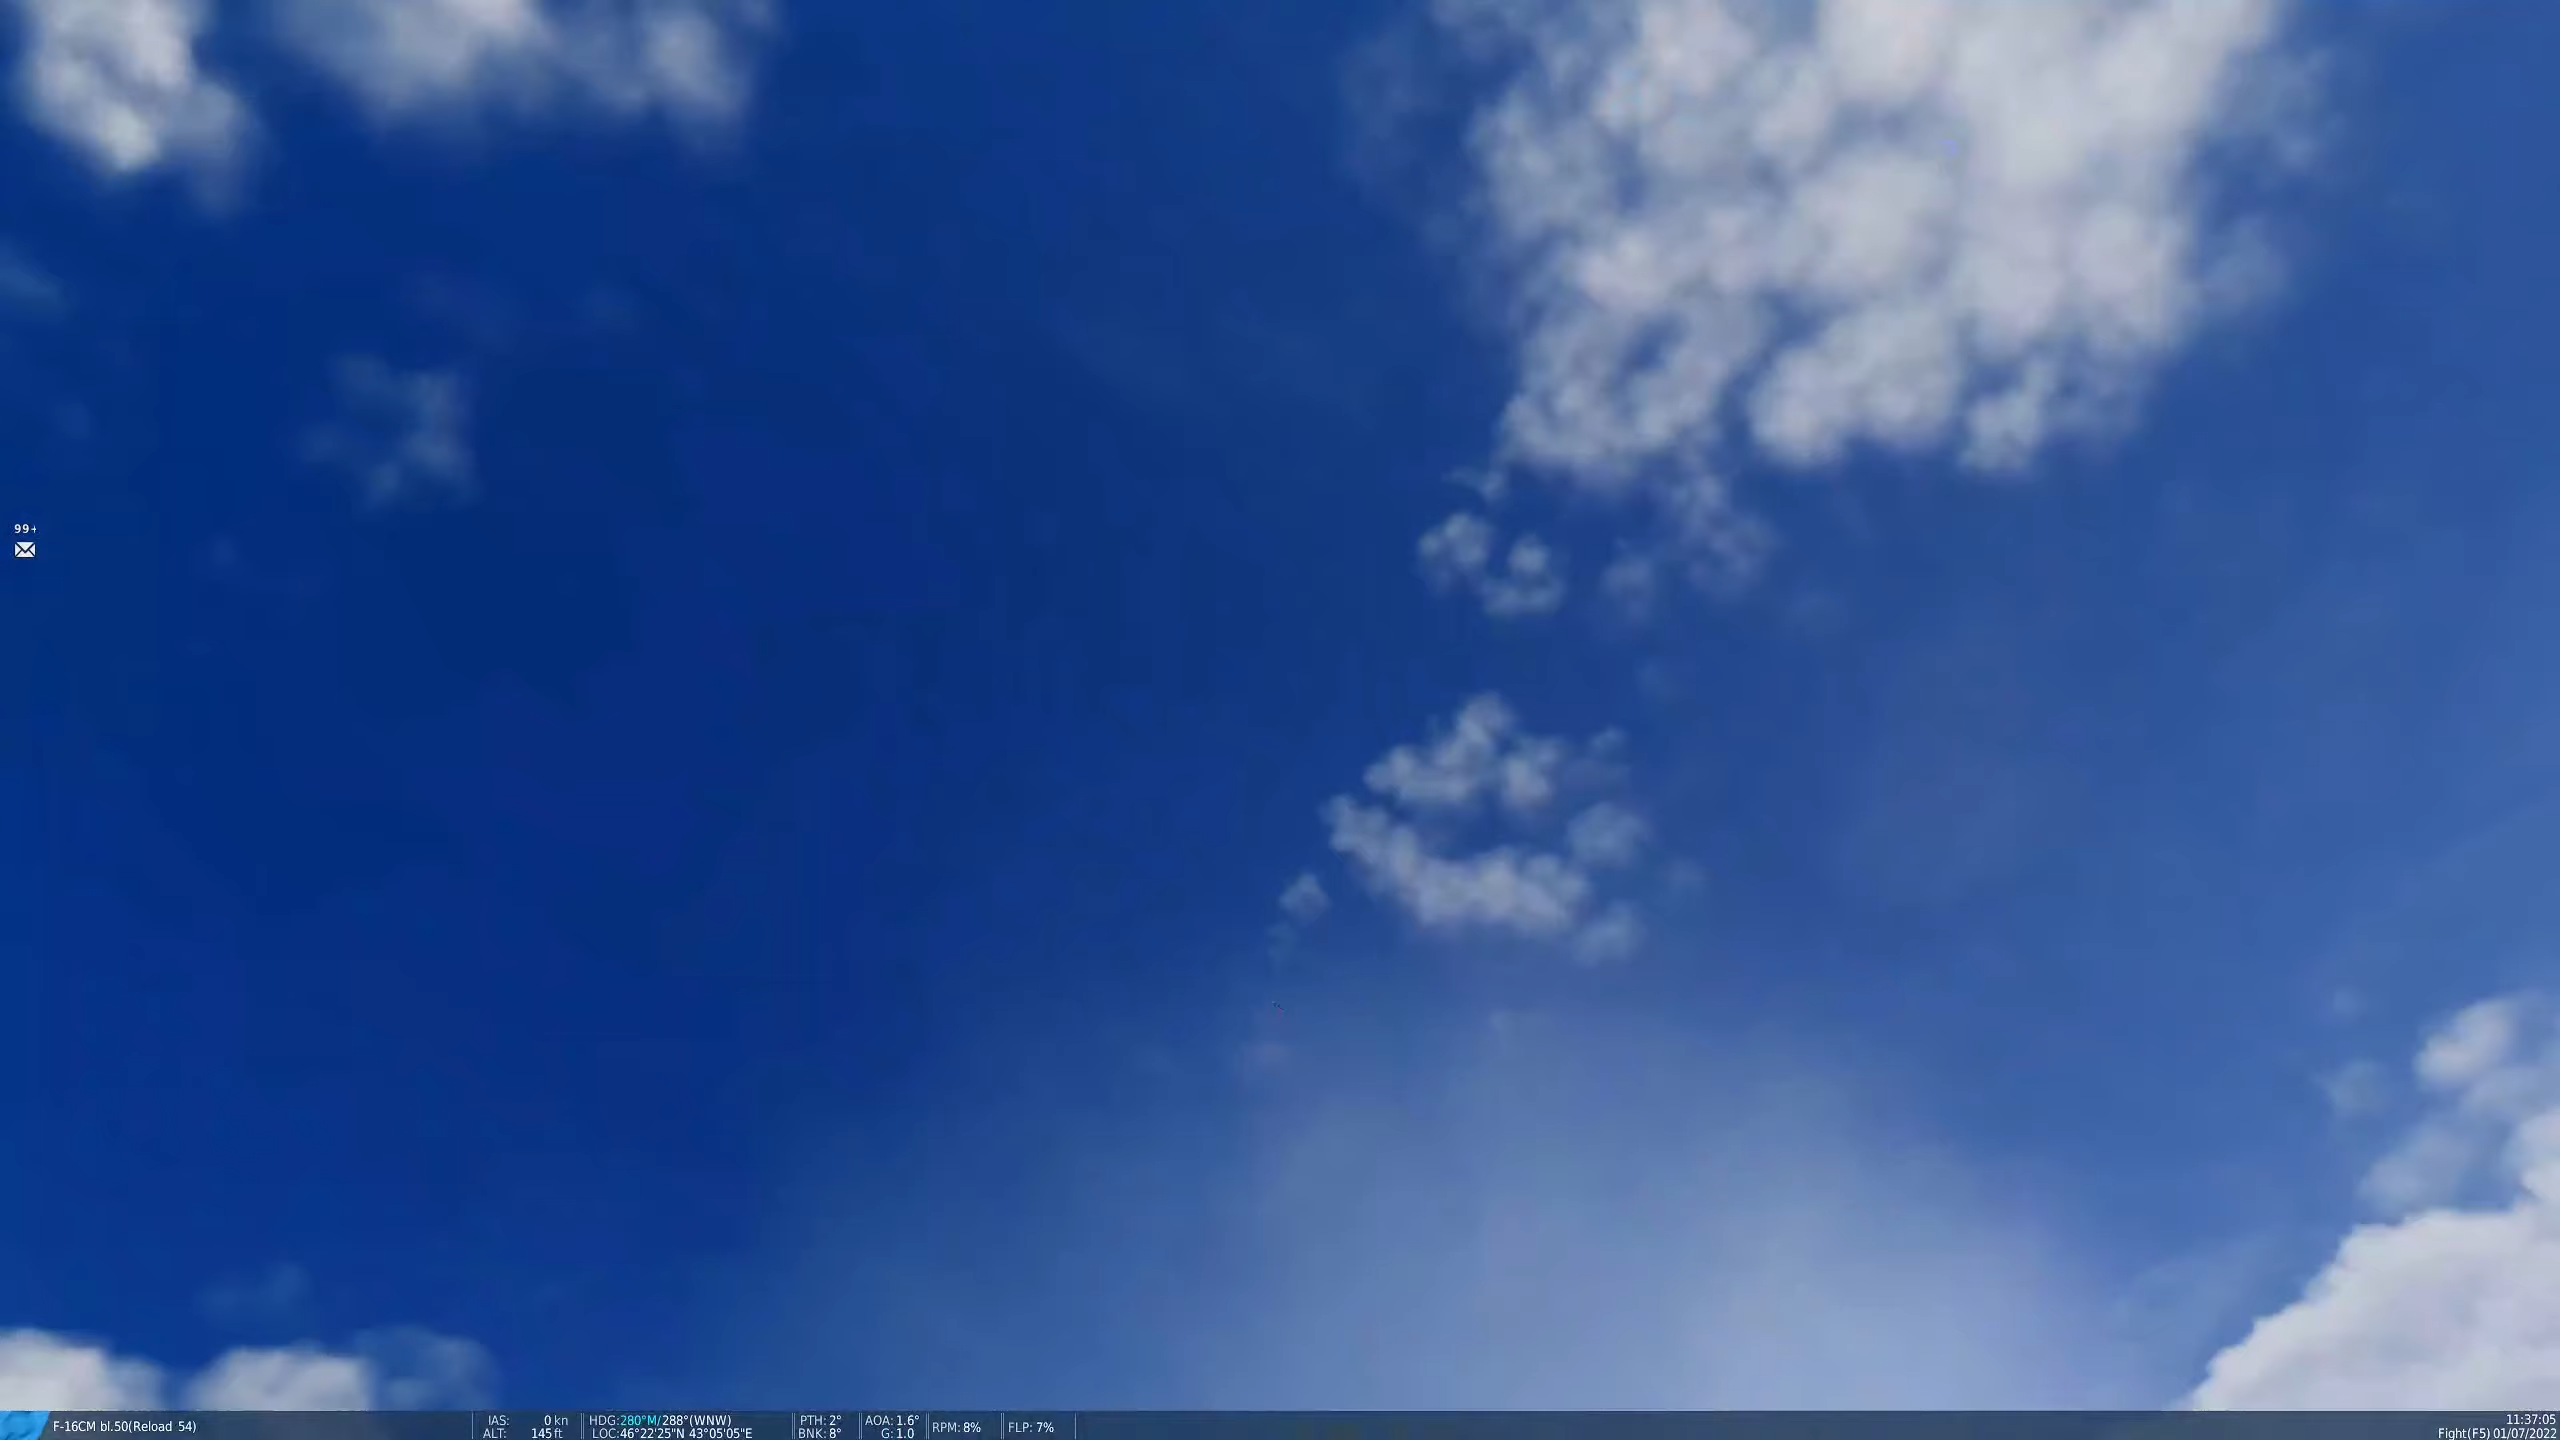 99+
F-16CM bl.50(Reload 54)
IAS: 0 kn
ALT: 145 ft
HDG:280°M/288°(WNW)
LOC:46°22'25"N 43°05'05"E
PTH: 2°
BNK: 8°
AOA: 1.6°
G: 1.0
RPM: 8%
FLP: 7%
11:37:05
Fight(F5) 01/07/2022